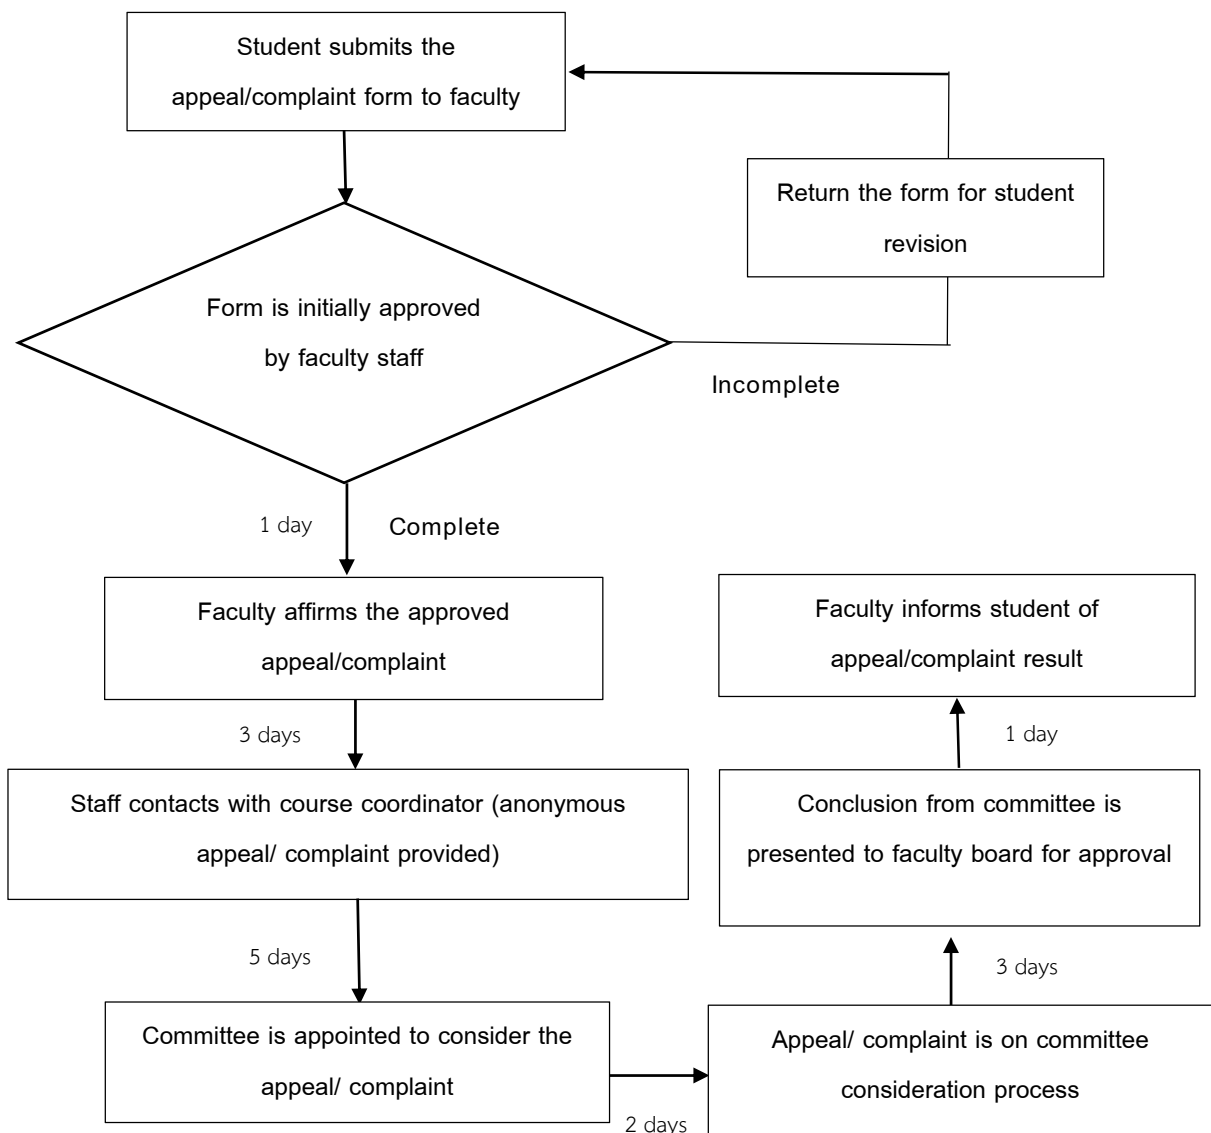 Student submits the
appeal/complaint form to faculty
Return the form for student
revision
Form is initially approved
by faculty staff
Incomplete
1 day
Complete
Faculty affirms the approved
appeal/complaint
3 days
Staff contacts with course coordinator (anonymous
appeal/ complaint provided)
5 days
Committee is appointed to consider the
appeal/ complaint
2 days
Appeal/ complaint is on committee
consideration process
3 days
Conclusion from committee is
presented to faculty board for approval
1 day
Faculty informs student of
appeal/complaint result